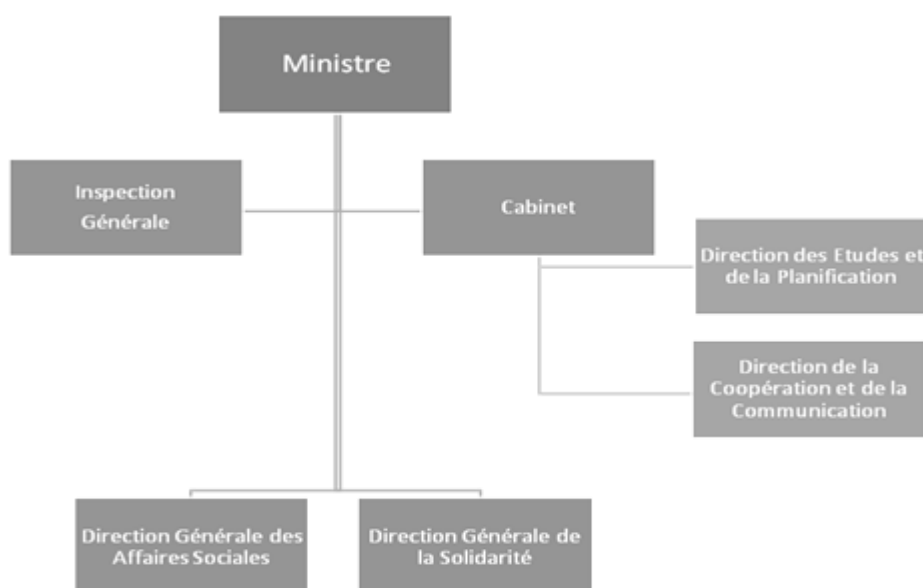 Ministre
Inspection
Générale
Cabinet
Direction des Etudes et
de la Planification
Direction de la
Coopération et de la
Communication
Direction Générale des
Affaires Sociales
Direction Générale de
la Solidarité